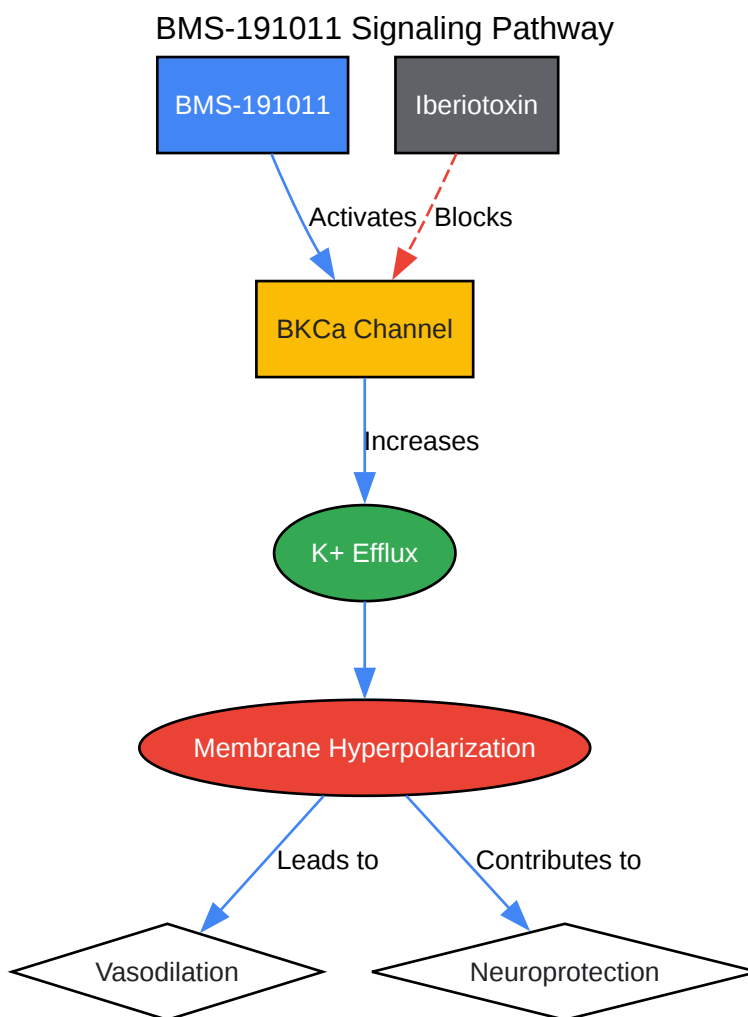 BMS-191011 Signaling Pathway
BMS-191011
Iberiotoxin
Activates
Blocks
BKCa Channel
Increases
K+ Efflux
Membrane Hyperpolarization
Leads to
Contributes to
Vasodilation
Neuroprotection